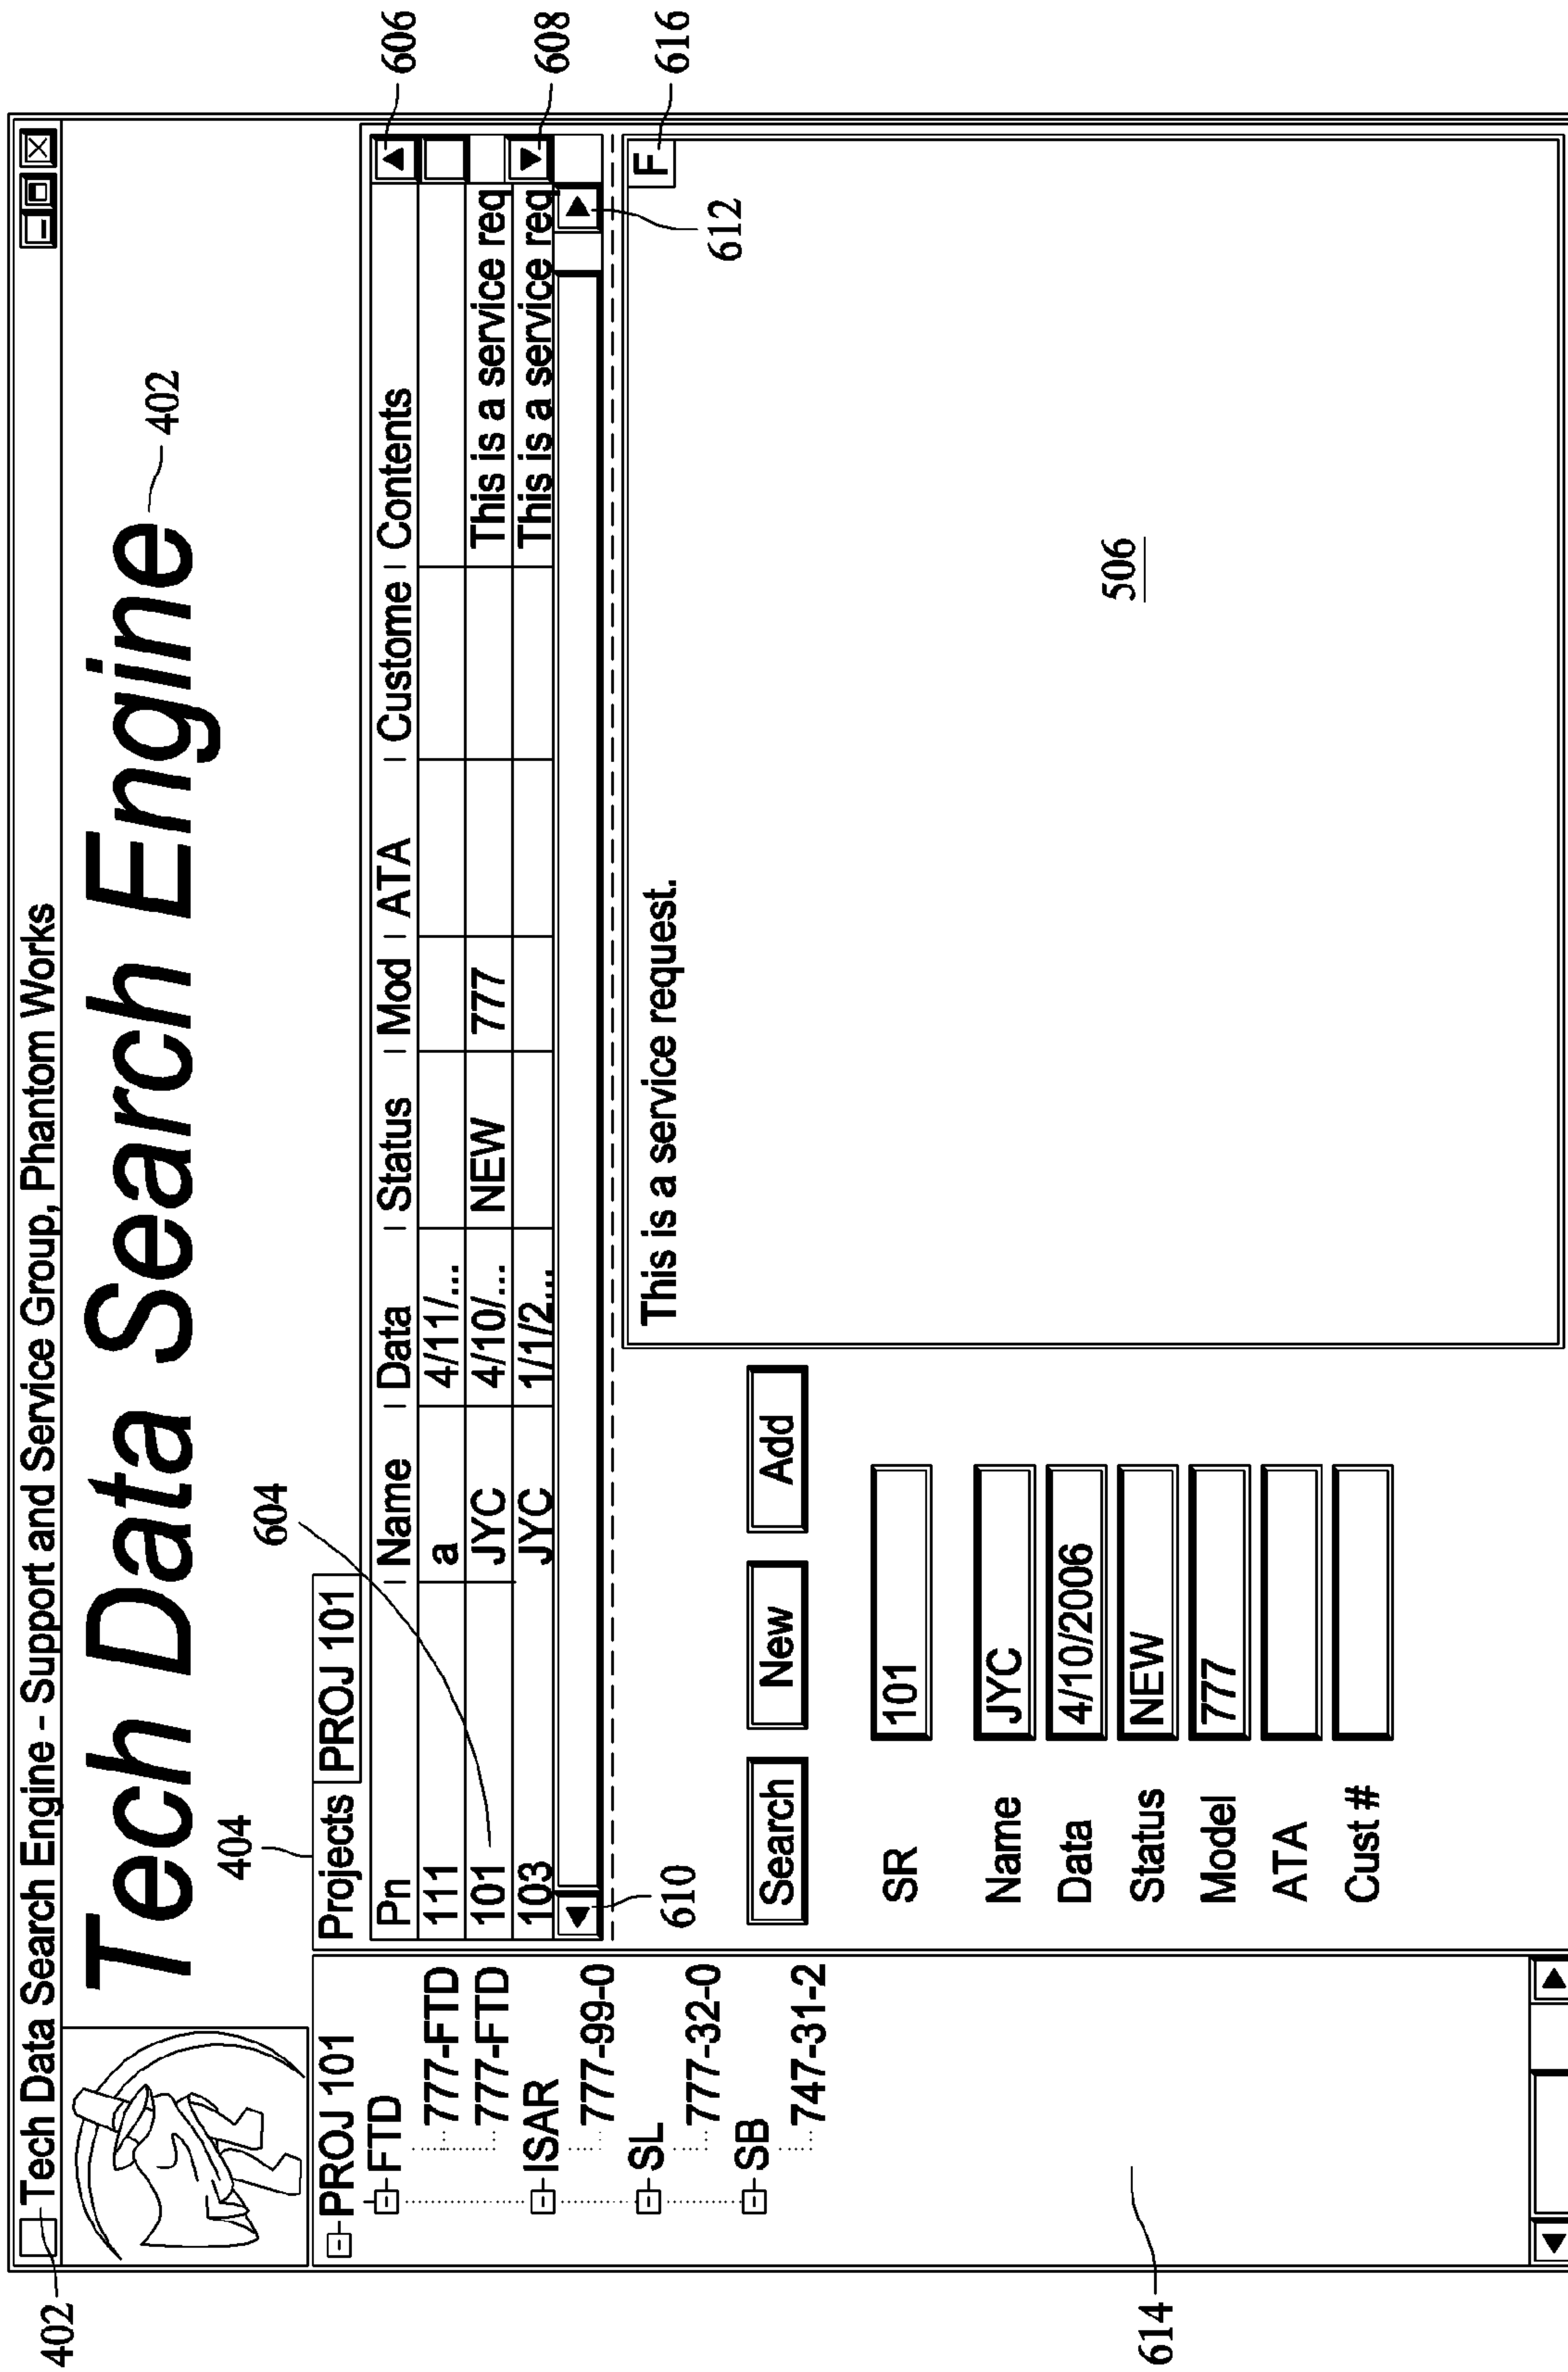 Tech Data Search Engine - Support and Service Group, Phantom Works
402
Tech Data Search Engine
402
404
604
Projects PROJ 101
Pn Name Data Status Mod ATA Custome Contents
111 a 4/11/...
101 JYC 4/10/... NEW 777 This is a service req
103 JYC 1/1/2... This is a service req
606
608
610
612
PROJ 101
FTD
777-FTD
777-FTD
ISAR
777-99-0
SL
777-32-0
SB
747-31-2
614
Search New Add
SR 101
Name JYC
Data 4/10/2006
Status NEW
Model 777
ATA
Cust #
This is a service request.
F
616
506